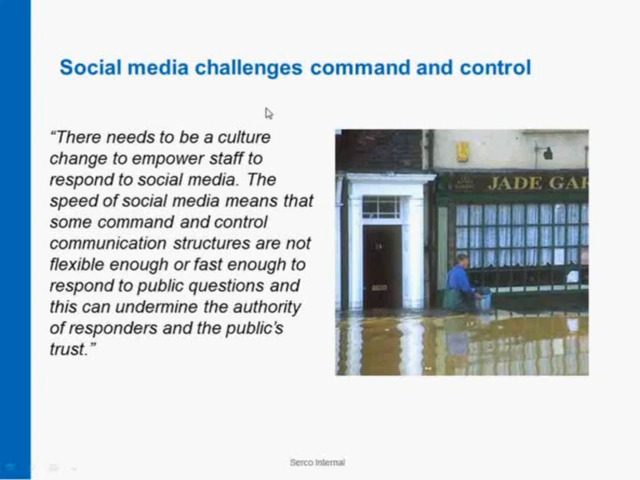 Social media challenges command and control
“There needs to be a culture
change to empower staff to
respond to social media. The
speed of social media means that
some command and control
communication structures are not
flexible enough or fast enough to
respond to public questions and
this can undermine the authority
of responders and the public’s
trust.”
JADE GAR
Serco Internal